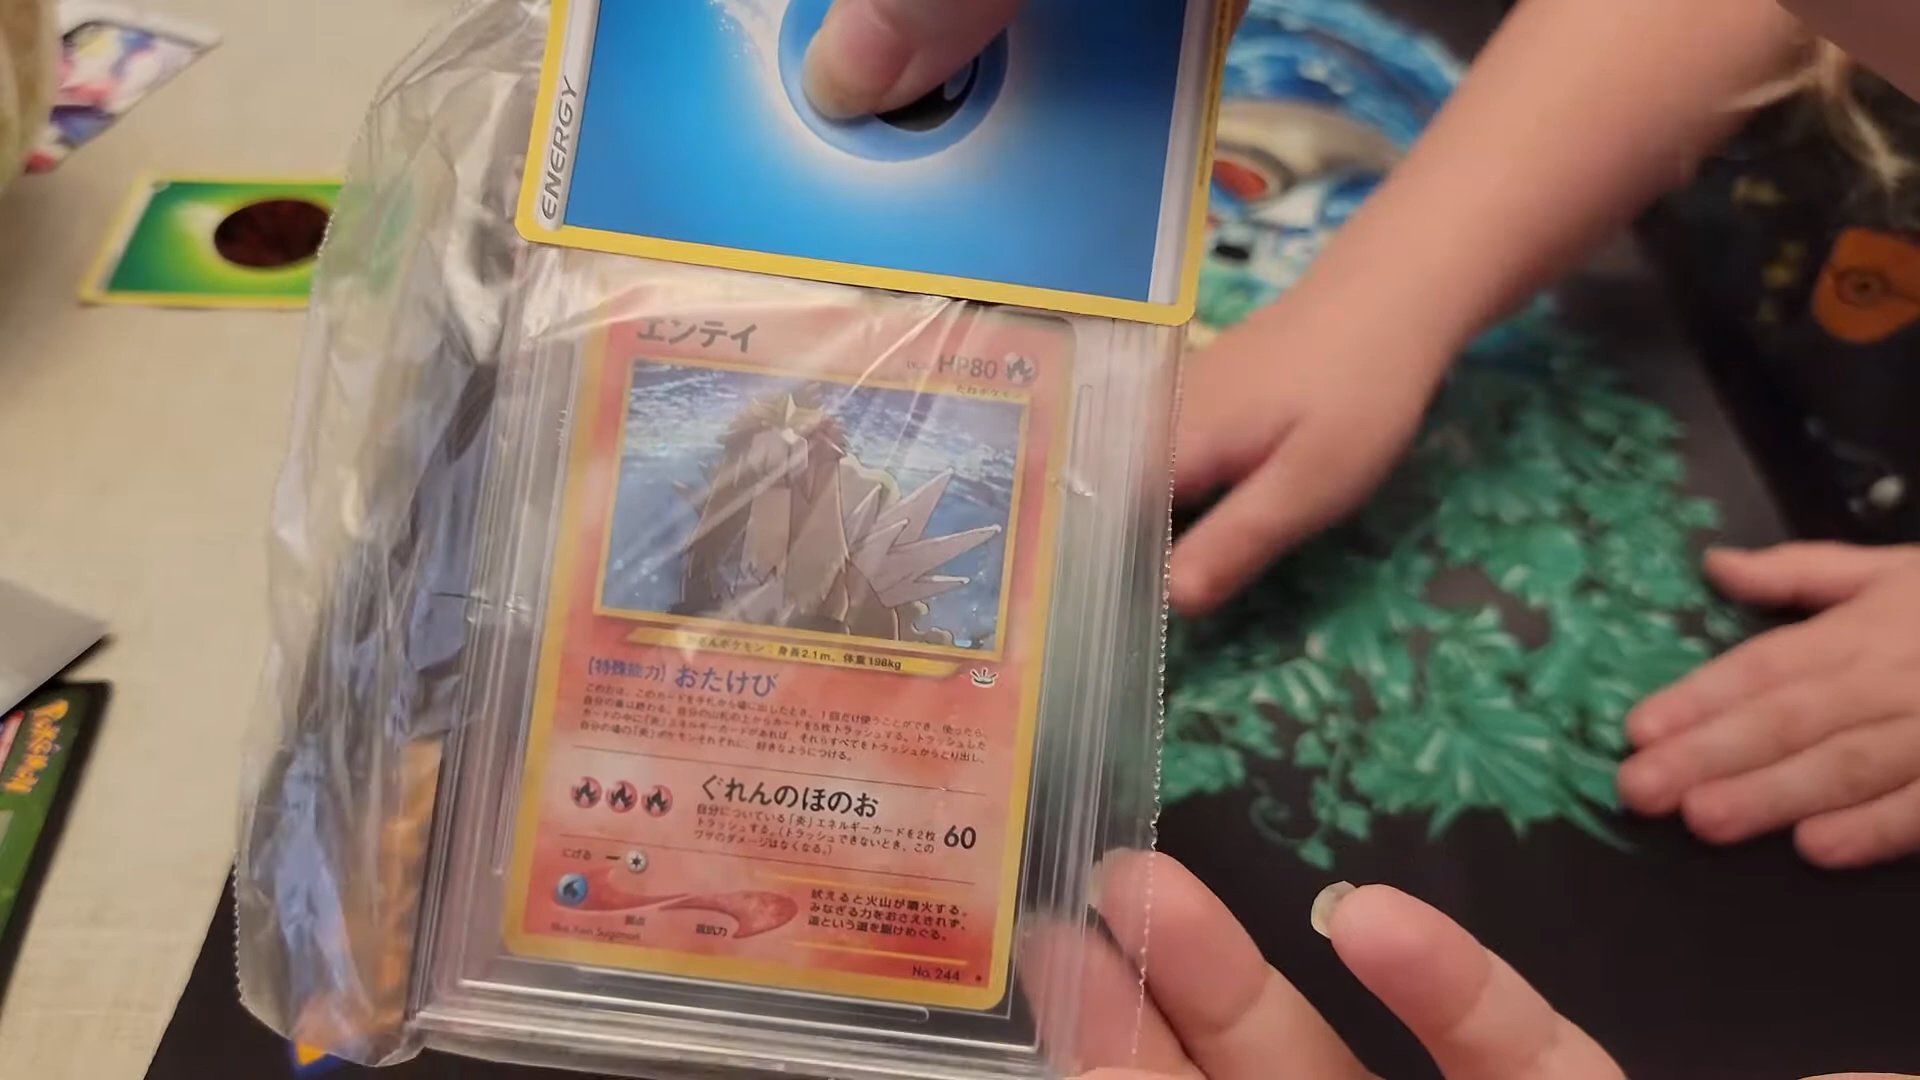 ENERGY
エンテイ
HP80
たねポケモン
ざんポケモン：身長2.1m、体重198kg
[特殊能力] おたけび
この力は、このカードを手札から場に出したとき、1回だけ使うことができ、使ったら、
自分の番は終わる。自分の山札の上からカードを5枚トラッシュする。トラッシュした
カードの中に「炎」エネルギーカードがあれば、それらすべてをトラッシュからとり出し、
自分の場の「炎」ポケモンそれぞれに、好きなようにつける。
ぐれんのほのお
60
自分についている「炎」エネルギーカードを2枚
トラッシュする。(トラッシュできないとき、この
ワザのダメージはなくなる。)
にげる
弱点
抵抗力
吠えると火山が噴火する。
みなぎる力をおさえきれず、
道という道を駆けめぐる。
Illus. Ken Sugimori
No. 244
POKÉMON